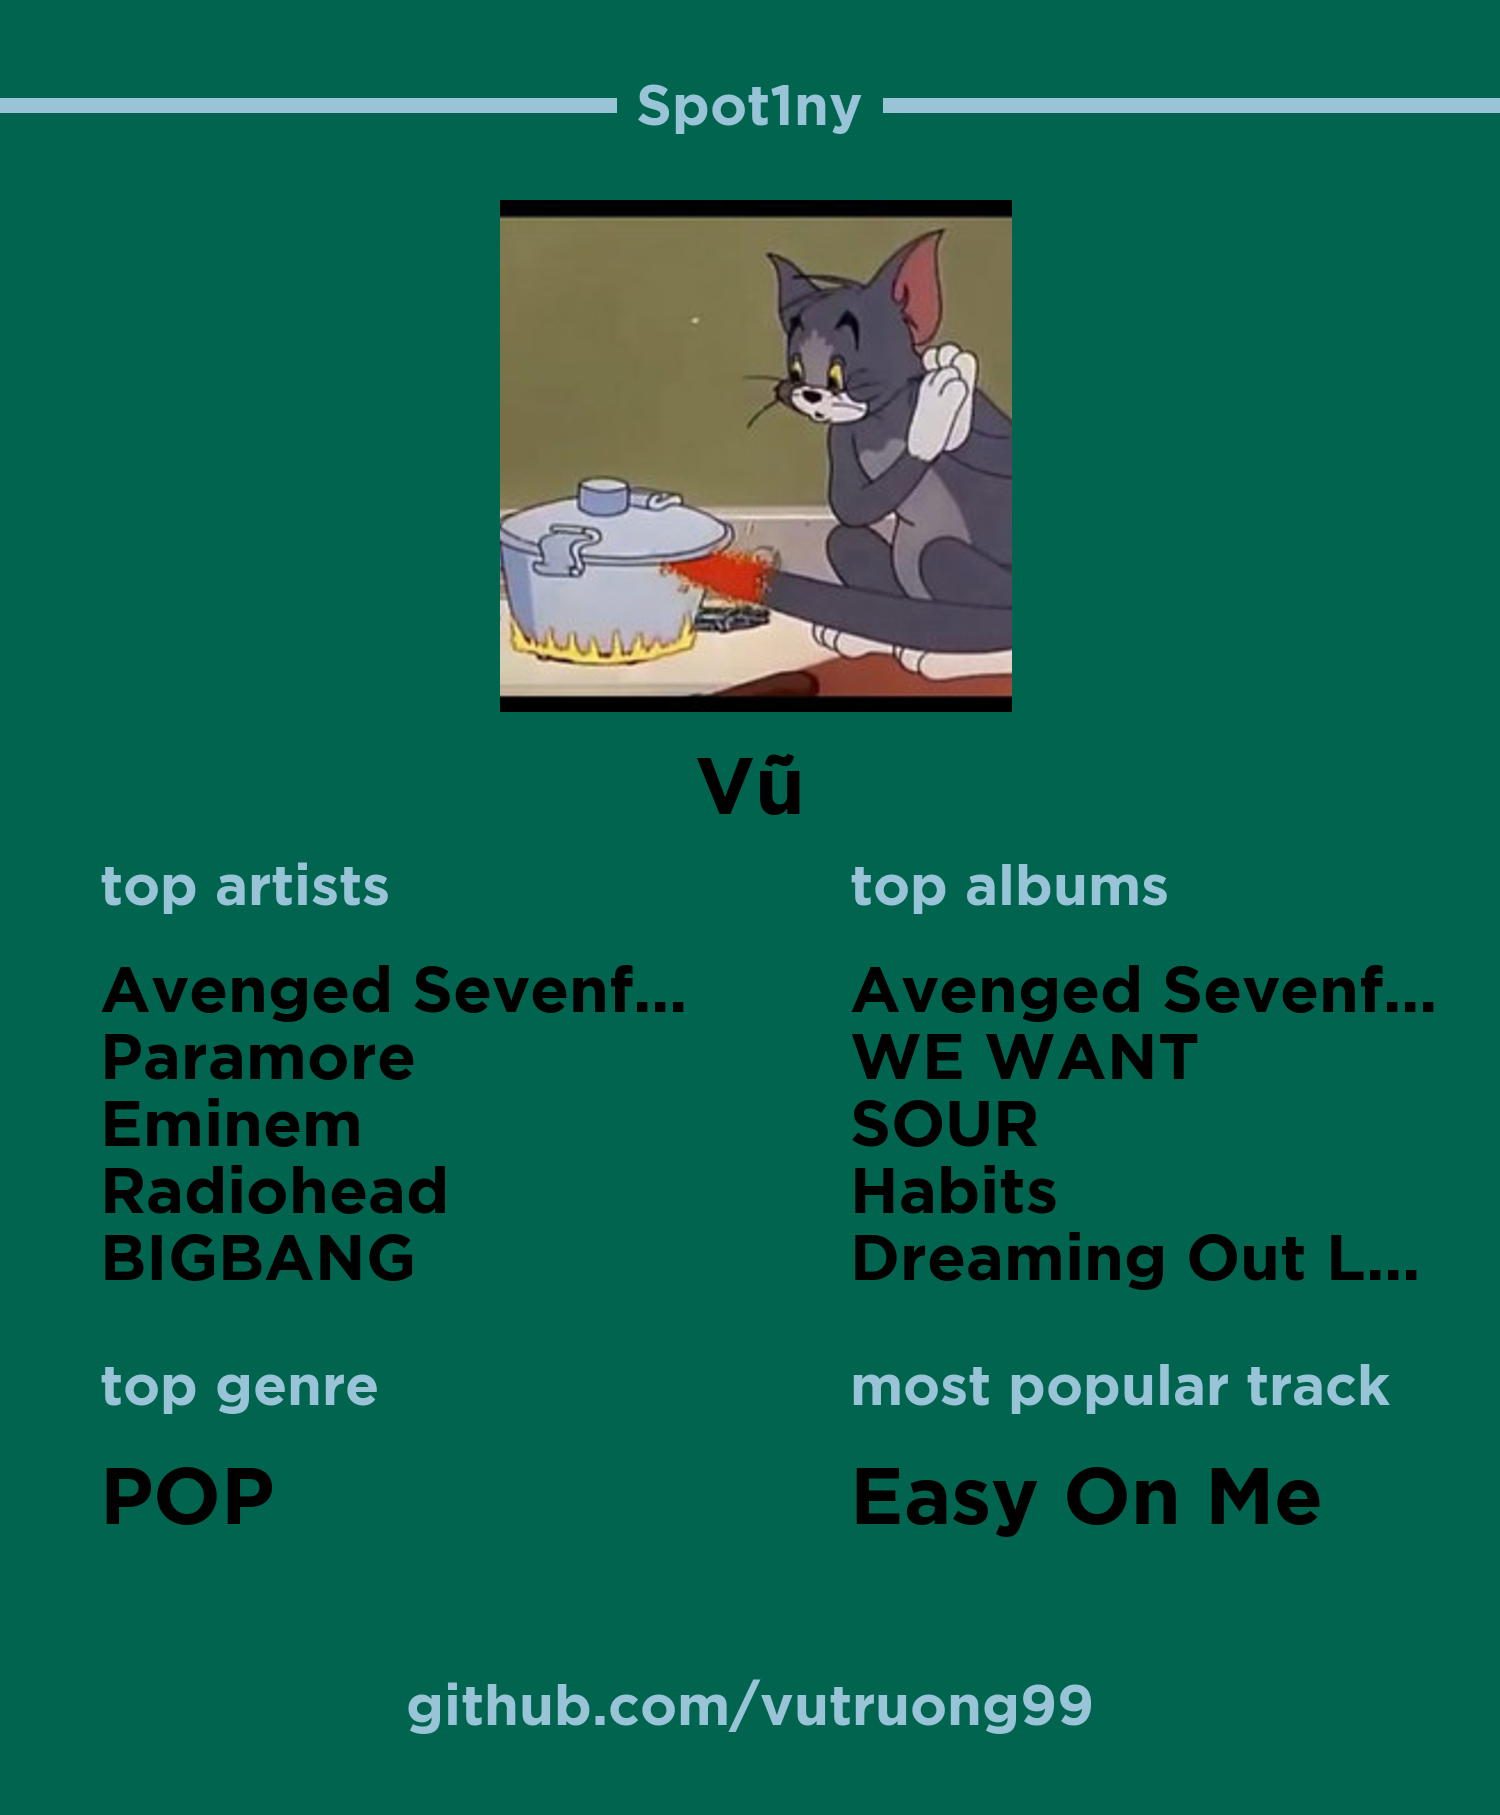 Spot1ny
Vũ
top artists
Avenged Sevenf...
Paramore
Eminem
Radiohead
BIGBANG
top albums
Avenged Sevenf...
WE WANT
SOUR
Habits
Dreaming Out L...
top genre
POP
most popular track
Easy On Me
github.com/vutruong99